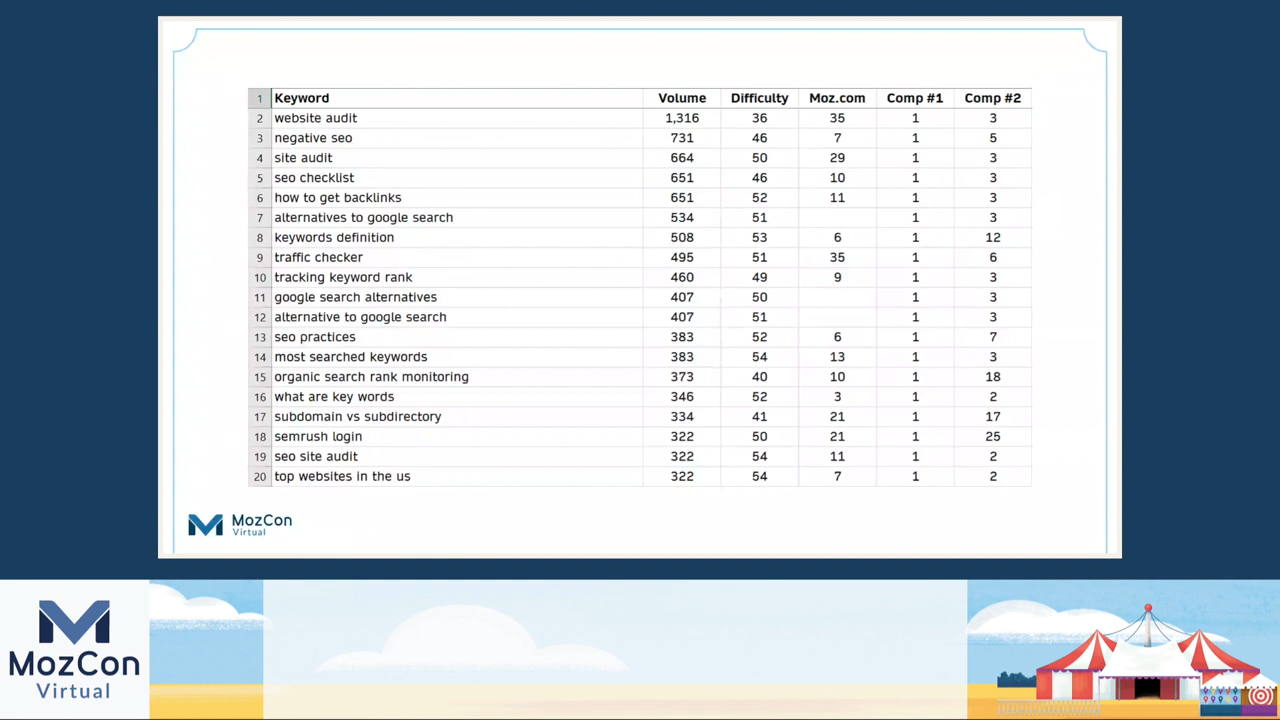 1 Keyword Volume Difficulty Moz.com Comp #1 Comp #2
2 website audit 1,316 36 35 1 3
3 negative seo 731 46 7 1 5
4 site audit 664 50 29 1 3
5 seo checklist 651 46 10 1 3
6 how to get backlinks 651 52 11 1 3
7 alternatives to google search 534 51 1 3
8 keywords definition 508 53 6 1 12
9 traffic checker 495 51 35 1 6
10 tracking keyword rank 460 49 9 1 3
11 google search alternatives 407 50 1 3
12 alternative to google search 407 51 1 3
13 seo practices 383 52 6 1 7
14 most searched keywords 383 54 13 1 3
15 organic search rank monitoring 373 40 10 1 18
16 what are key words 346 52 3 1 2
17 subdomain vs subdirectory 334 41 21 1 17
18 semrush login 322 50 21 1 25
19 seo site audit 322 54 11 1 2
20 top websites in the us 322 54 7 1 2
MozCon
Virtual
MozCon
Virtual